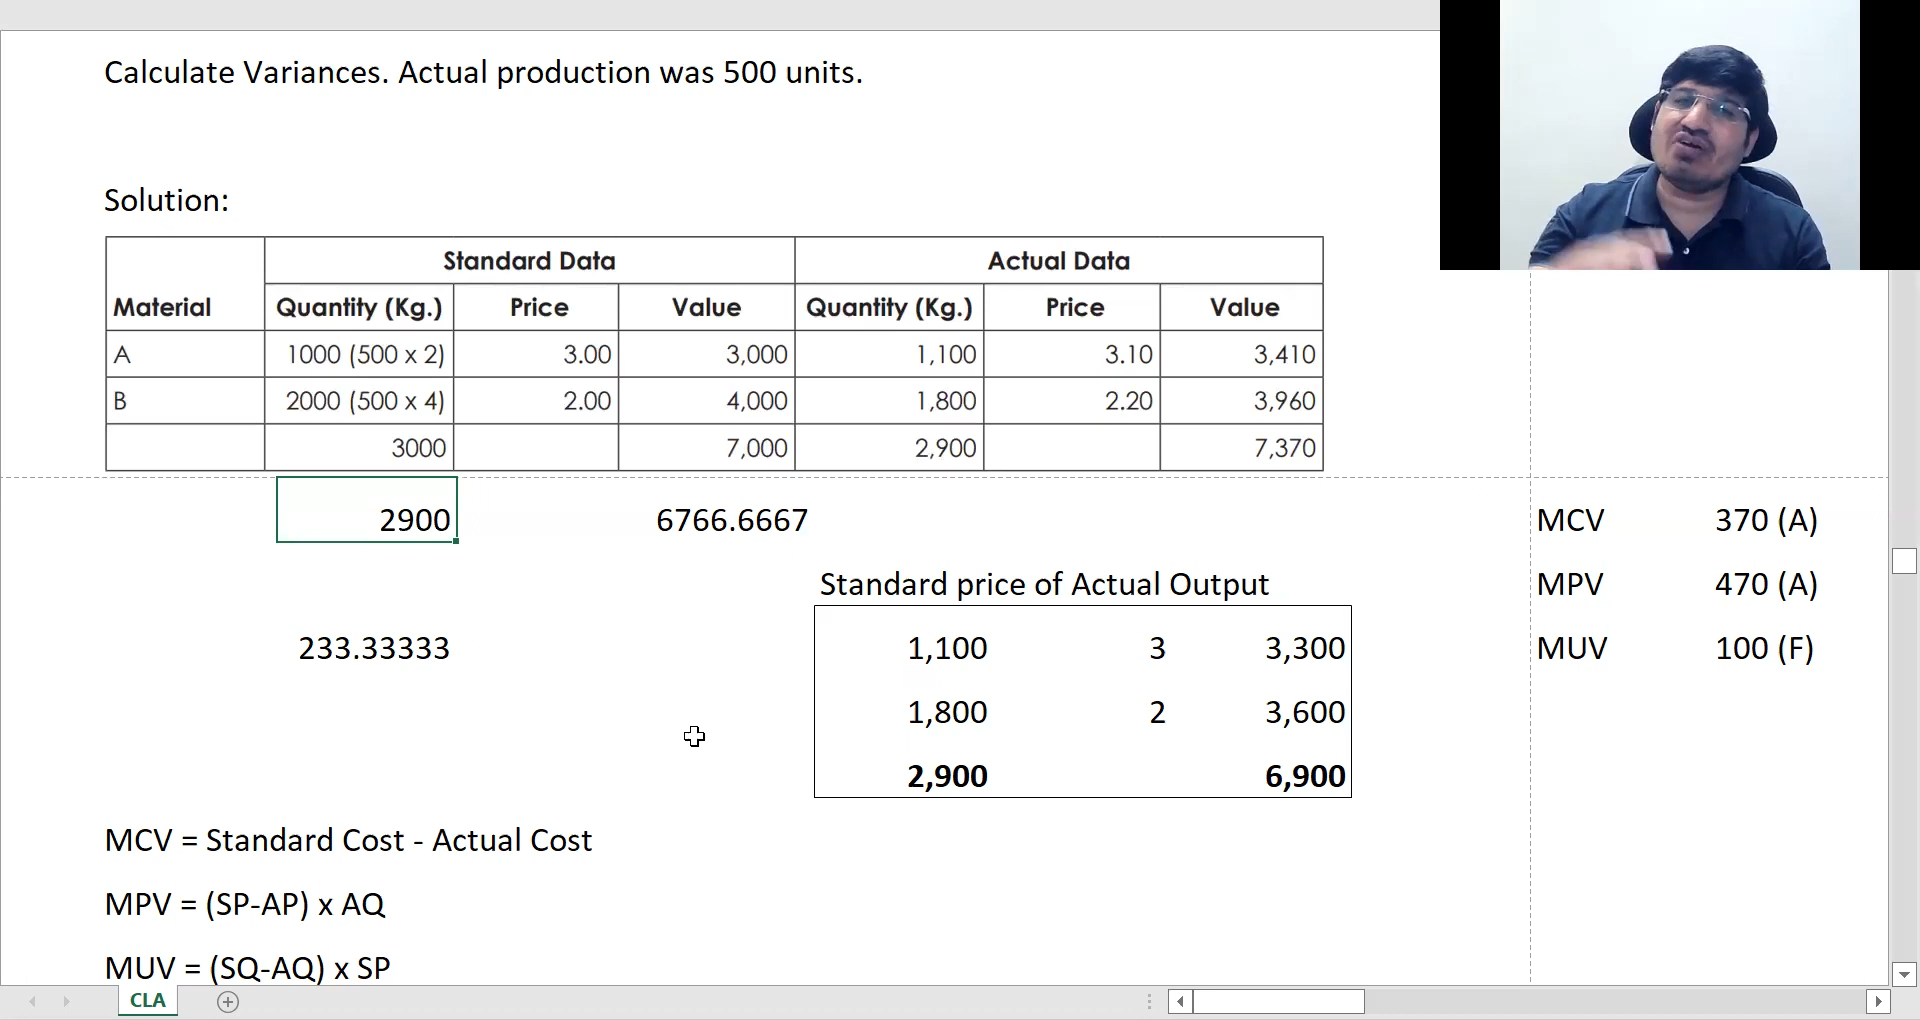 Calculate Variances. Actual production was 500 units.
Solution:
Standard Data Actual Data
Material Quantity (Kg.) Price Value Quantity (Kg.) Price Value
A 1000 (500 x 2) 3.00 3,000 1,100 3.10 3,410
B 2000 (500 x 4) 2.00 4,000 1,800 2.20 3,960
3000 7,000 2,900 7,370
2900 6766.6667 MCV 370 (A)
Standard price of Actual Output MPV 470 (A)
233.33333 1,100 3 3,300 MUV 100 (F)
1,800 2 3,600
2,900 6,900
MCV = Standard Cost - Actual Cost
MPV = (SP-AP) x AQ
MUV = (SQ-AQ) x SP
CLA